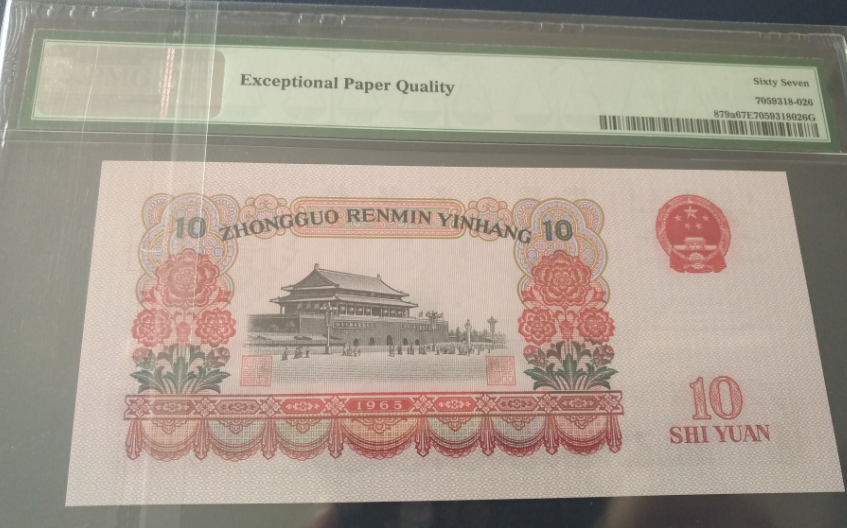 Exceptional Paper Quality
Sixty Seven
7059318-026
879a67E7059318026G
10 ZHONGGUO RENMIN YINHANG 10
1965
10
SHI YUAN